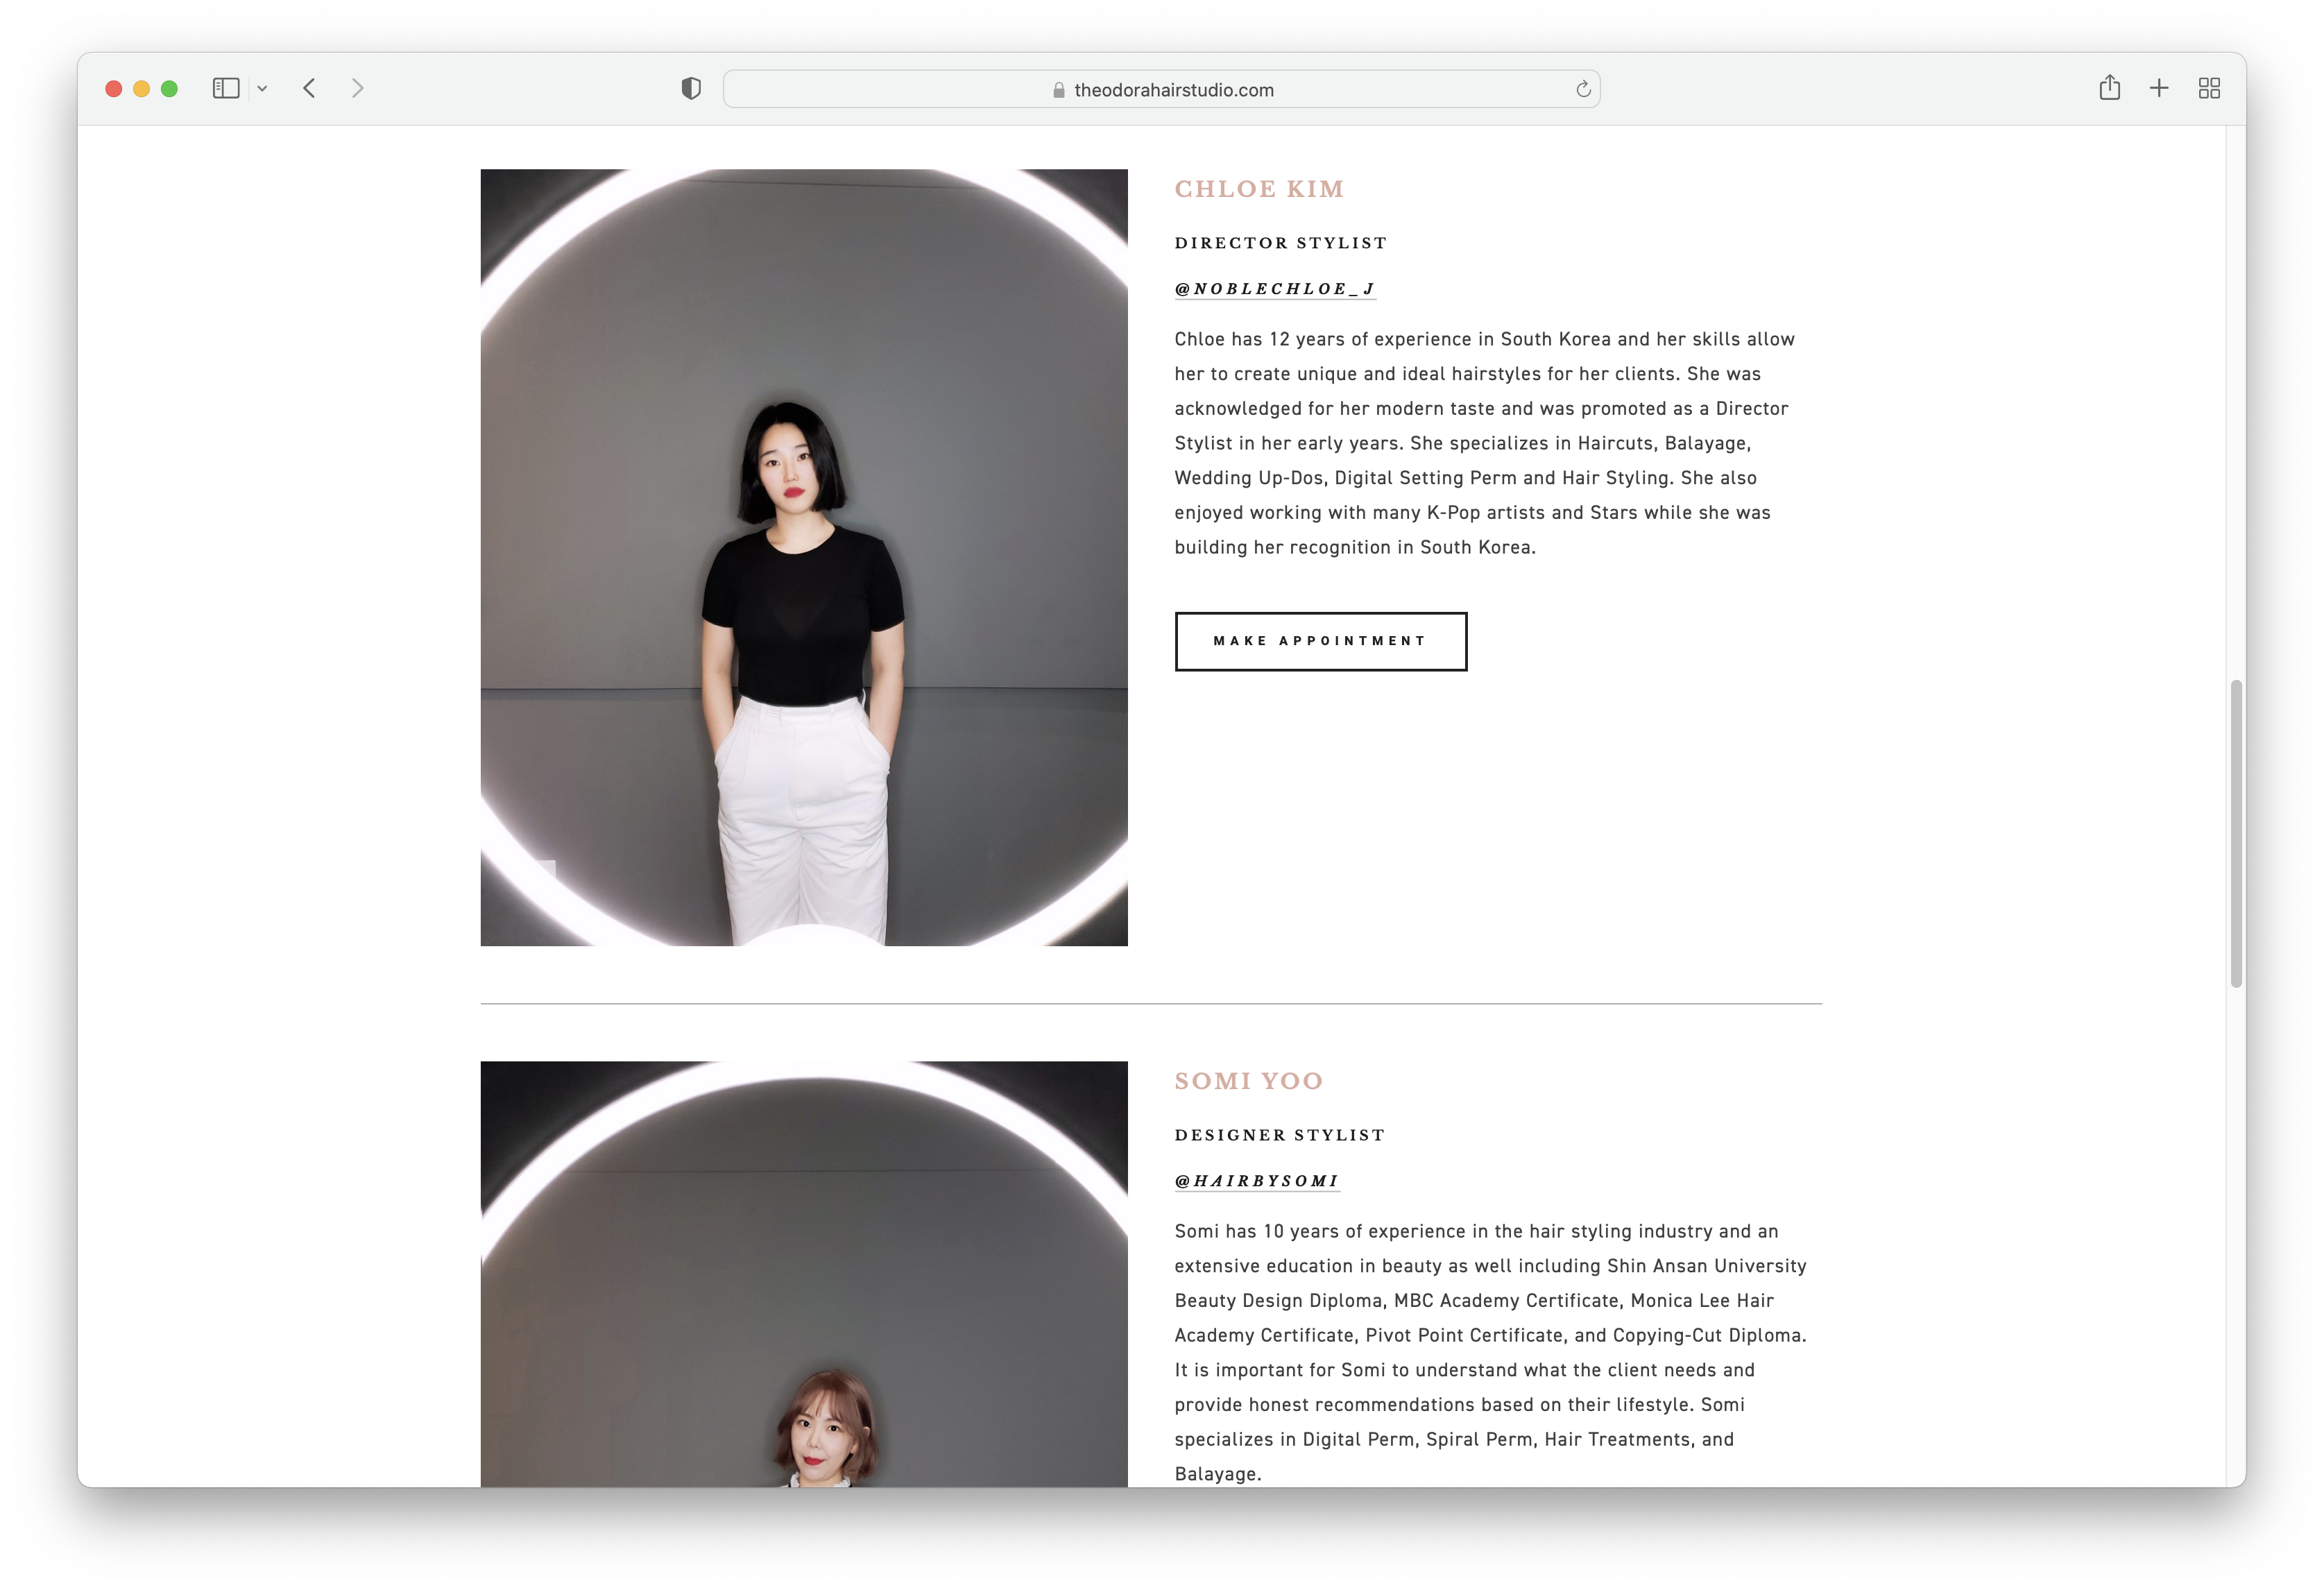 theodorahairstudio.com
CHLOE KIM
DIRECTOR STYLIST
@NOBLECHLOE_J
Chloe has 12 years of experience in South Korea and her skills allow
her to create unique and ideal hairstyles for her clients. She was
acknowledged for her modern taste and was promoted as a Director
Stylist in her early years. She specializes in Haircuts, Balayage,
Wedding Up-Dos, Digital Setting Perm and Hair Styling. She also
enjoyed working with many K-Pop artists and Stars while she was
building her recognition in South Korea.
MAKE APPOINTMENT
SOMI YOO
DESIGNER STYLIST
@HAIRBYSOMI
Somi has 10 years of experience in the hair styling industry and an
extensive education in beauty as well including Shin Ansan University
Beauty Design Diploma, MBC Academy Certificate, Monica Lee Hair
Academy Certificate, Pivot Point Certificate, and Copying-Cut Diploma.
It is important for Somi to understand what the client needs and
provide honest recommendations based on their lifestyle. Somi
specializes in Digital Perm, Spiral Perm, Hair Treatments, and
Balayage.